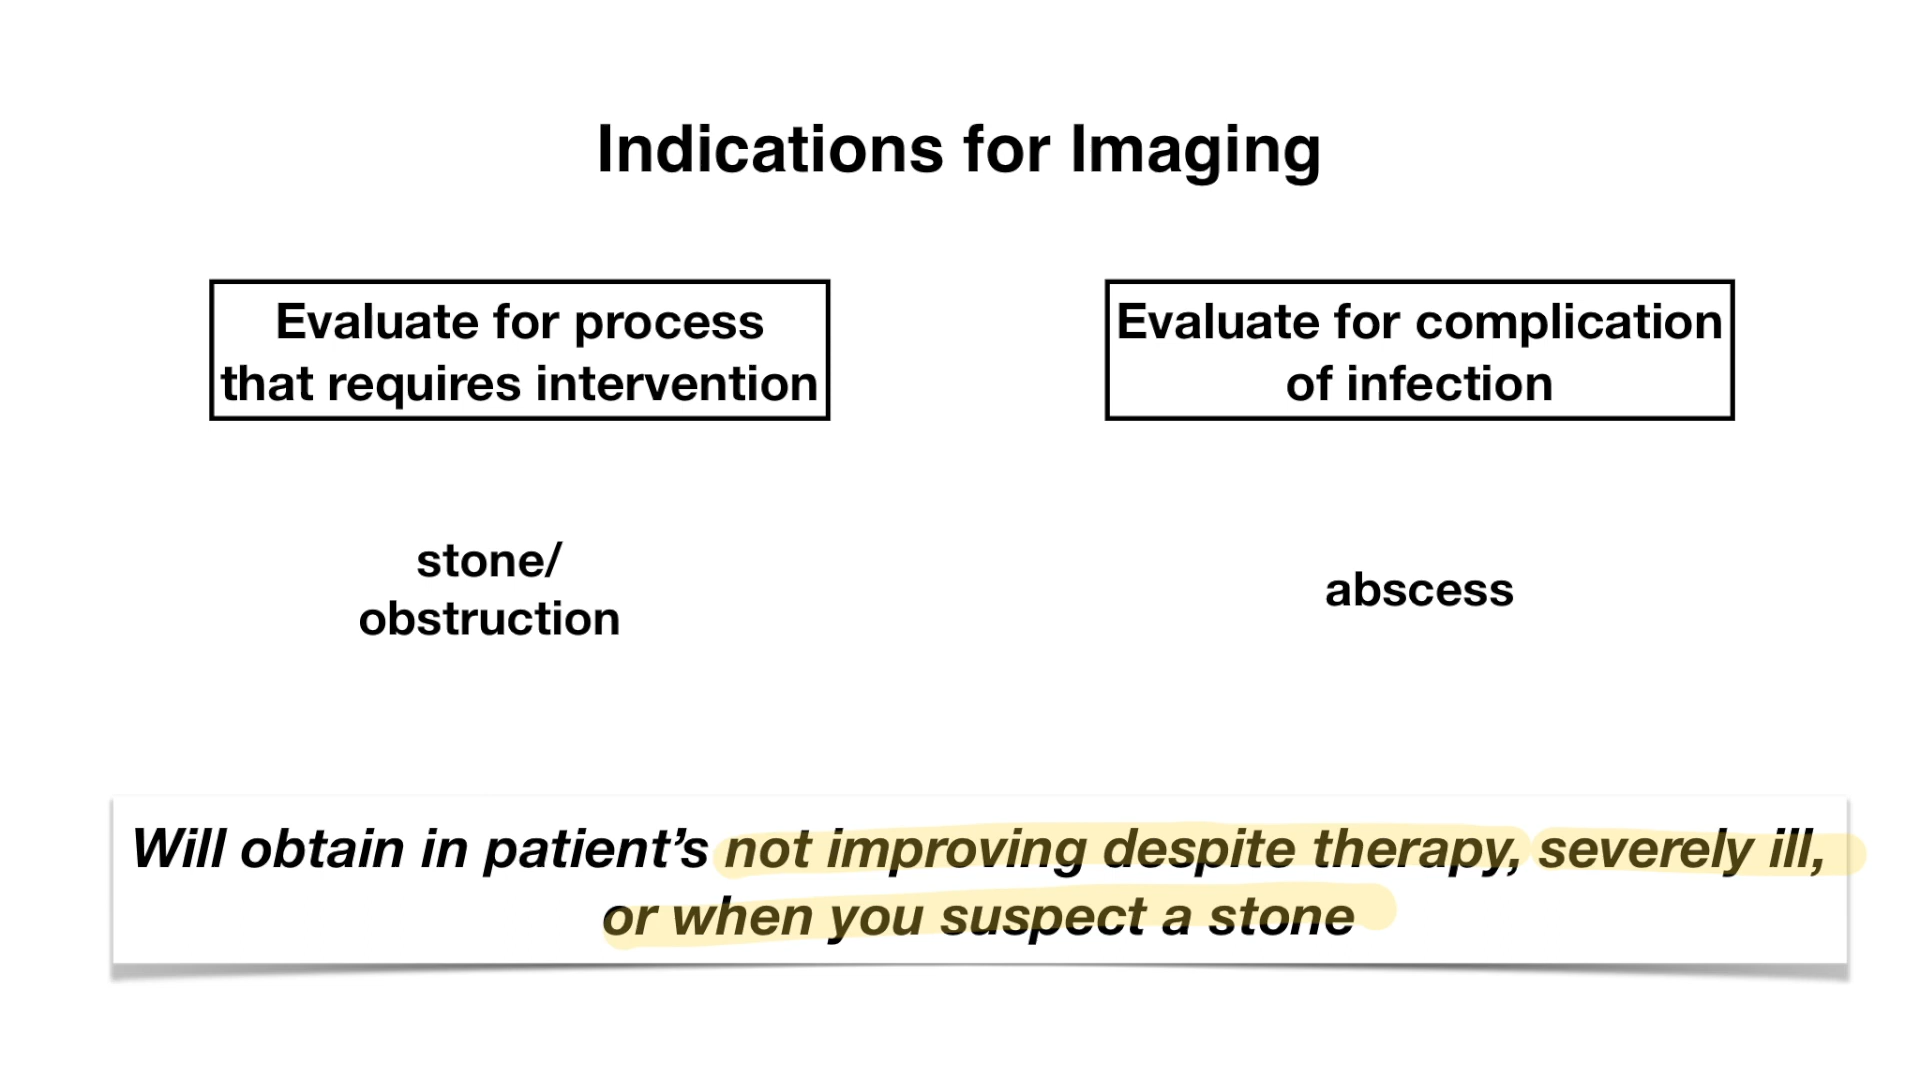 Indications for Imaging
Evaluate for process
that requires intervention
Evaluate for complication
of infection
stone/
obstruction
abscess
Will obtain in patient’s not improving despite therapy, severely ill,
or when you suspect a stone